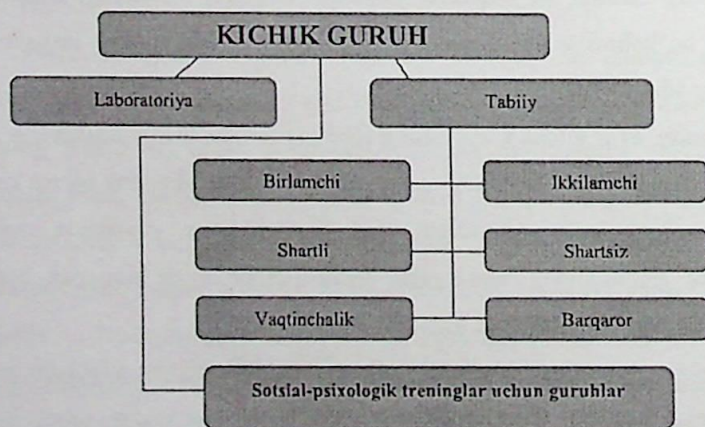 KICHIK GURUH
Laboratoriya
Tabiiy
Birlamchi
Ikkilamchi
Shartli
Shartsiz
Vaqtinchalik
Barqaror
Sotsial-psixologik treninglar uchun guruhlar